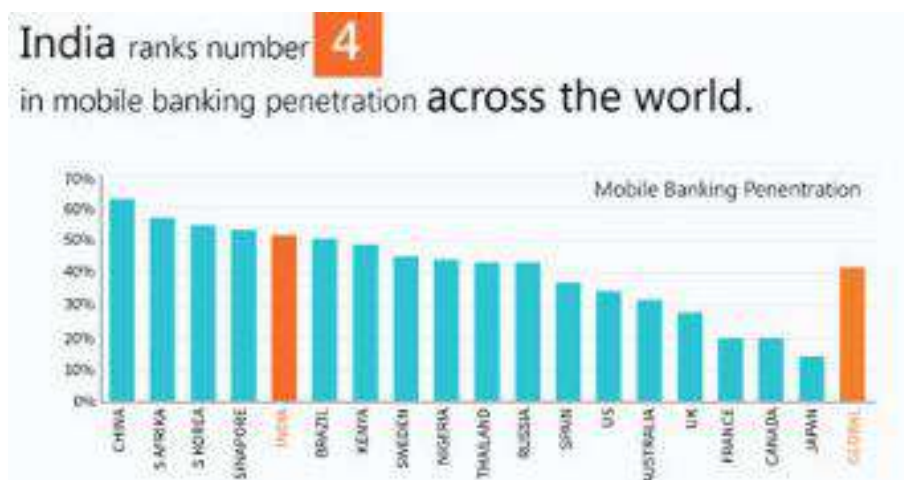 India ranks number 4
in mobile banking penetration across the world.
Mobile Banking Penentration
70%
60%
50%
40%
30%
20%
10%
0%
CHINA
S AFRIKA
S KOREA
SINAPORE
INDIA
BRAZIL
KENYA
SWEDEN
NIGERIA
THAILAND
RUSSIA
SPAIN
US
AUSTRALIA
UK
FRANCE
CANADA
JAPAN
GLOBAL